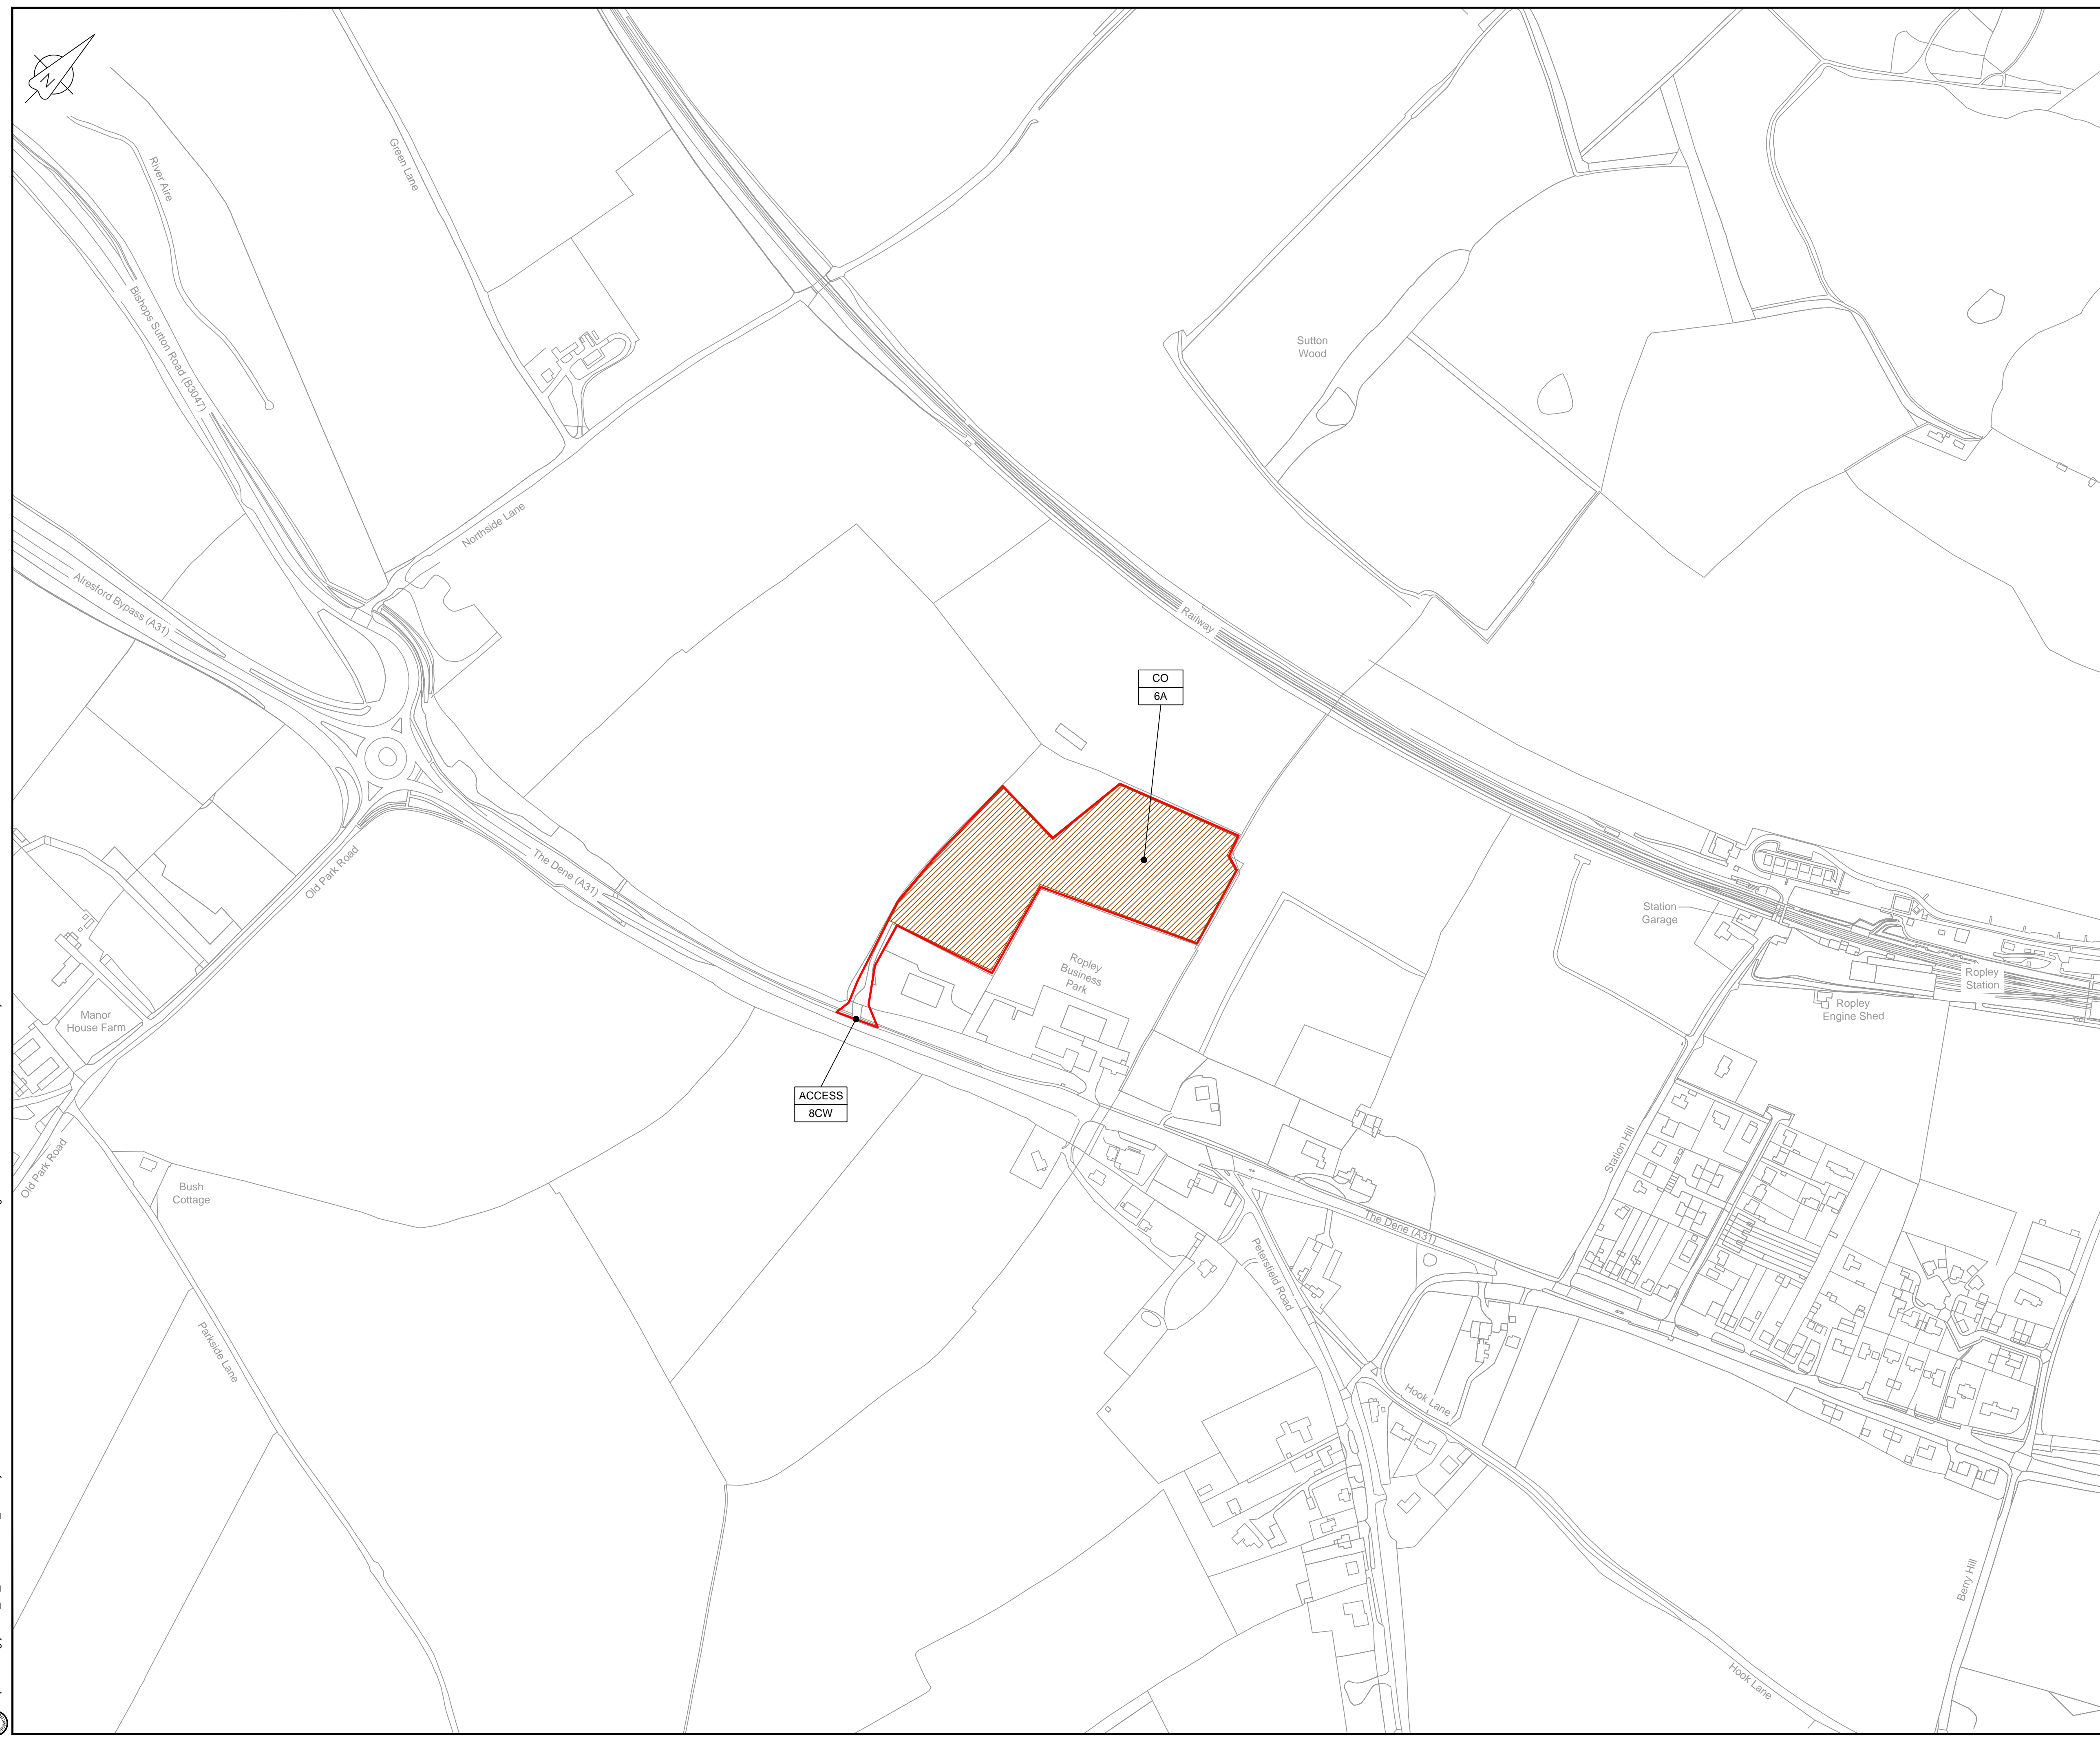 N
River Aire
Green Lane
Bishops Sutton Road (B3047)
Sutton
Wood
Northside Lane
Alresford Bypass (A31)
Railway
CO
6A
The Dene (A31)
Old Park Road
Station
Garage
Ropley
Business
Park
Ropley
Station
Ropley
Engine Shed
Manor
House Farm
ACCESS
8CW
Old Park Road
Bush
Cottage
Station Hill
The Dene (A31)
Petersfield Road
Parkside Lane
Hook Lane
Berry Hill
Hook Lane